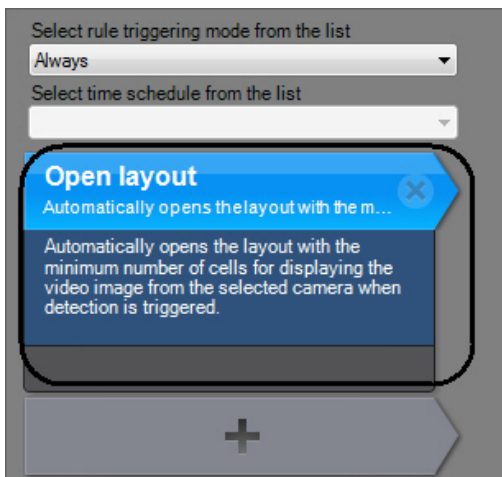 Select rule triggering mode from the list
Always
Select time schedule from the list
Open layout
Automatically opens thelayout with the m...
Automatically opens the layout with the
minimum number of cells for displaying the
video image from the selected camera when
detection is triggered.